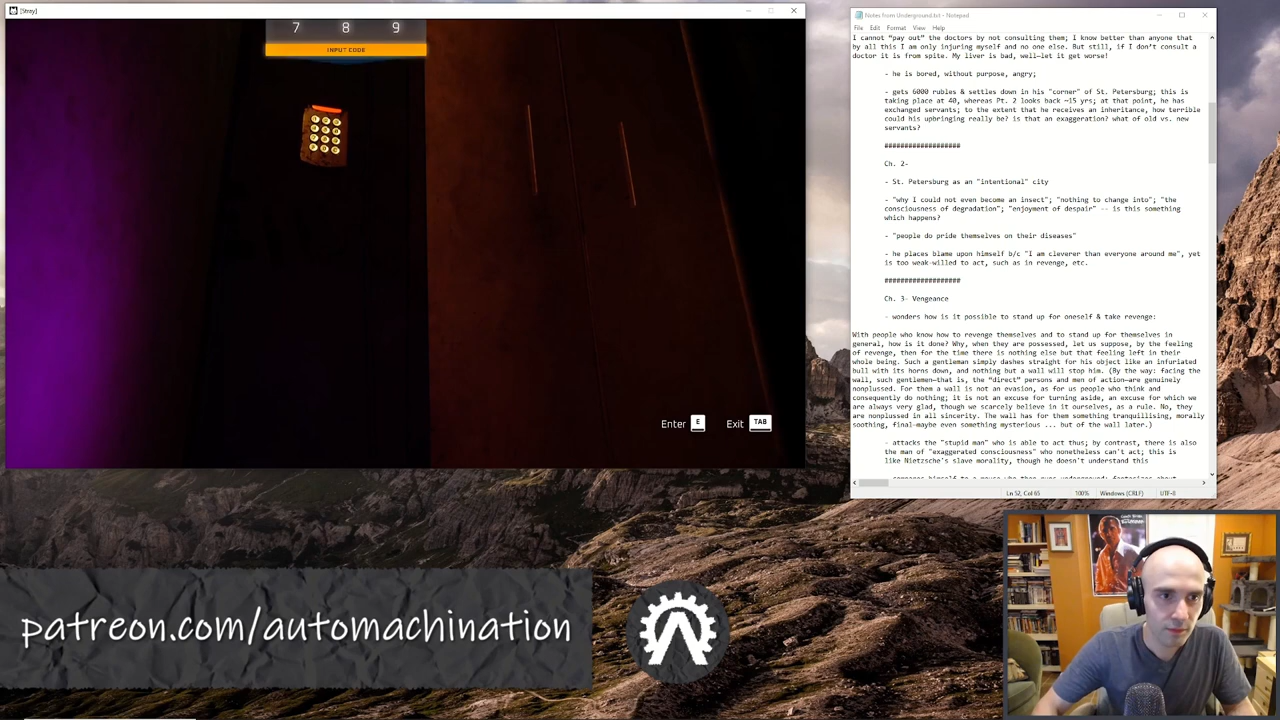 [Stray]
7 8 9
INPUT CODE
Enter E Exit TAB
Notes from Underground.txt - Notepad
File Edit Format View Help
I cannot “pay out” the doctors by not consulting them; I know better than anyone that
by all this I am only injuring myself and no one else. But still, if I don’t consult a
doctor it is from spite. My liver is bad, well—let it get worse!
- he is bored, without purpose, angry;
- gets 6000 rubles & settles down in his "corner" of St. Petersburg; this is
taking place at 40, whereas Pt. 2 looks back ~15 yrs; at that point, he has
exchanged servants; to the extent that he receives an inheritance, how terrible
could his upbringing really be? is that an exaggeration? what of old vs. new
servants?
###################
Ch. 2-
- St. Petersburg as an "intentional" city
- "why I could not even become an insect"; "nothing to change into"; "the
consciousness of degradation"; "enjoyment of despair" -- is this something
which happens?
- "people do pride themselves on their diseases"
- he places blame upon himself b/c "I am cleverer than everyone around me", yet
is too weak-willed to act, such as in revenge, etc.
###################
Ch. 3- Vengeance
- wonders how is it possible to stand up for oneself & take revenge:
With people who know how to revenge themselves and to stand up for themselves in
general, how is it done? Why, when they are possessed, let us suppose, by the feeling
of revenge, then for the time there is nothing else but that feeling left in their
whole being. Such a gentleman simply dashes straight for his object like an infuriated
bull with its horns down, and nothing but a wall will stop him. (By the way: facing the
wall, such gentlemen—that is, the “direct” persons and men of action—are genuinely
nonplussed. For them a wall is not an evasion, as for us people who think and
consequently do nothing; it is not an excuse for turning aside, an excuse for which we
are always very glad, though we scarcely believe in it ourselves, as a rule. No, they
are nonplussed in all sincerity. The wall has for them something tranquillising, morally
soothing, final—maybe even something mysterious ... but of the wall later.)
- attacks the "stupid man" who is able to act thus; by contrast, there is also
the man of "exaggerated consciousness" who nonetheless can't act; this is
like Nietzsche's slave morality, though he doesn't understand this
Ln 52, Col 65 100% Windows (CRLF) UTF-8
patreon.com/automachination